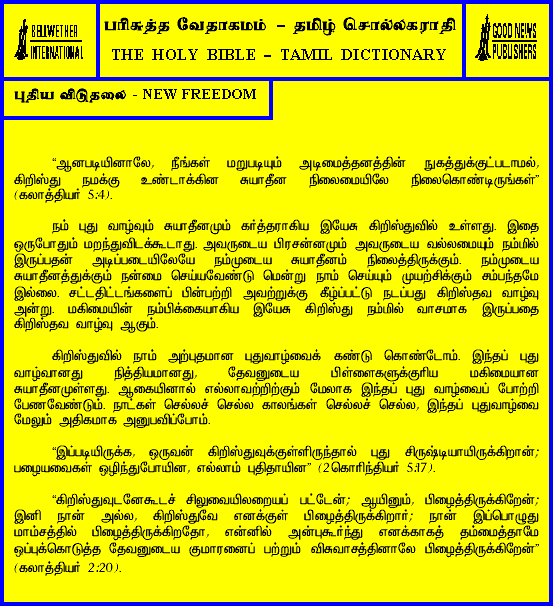 BELLWETHER
INTERNATIONAL
பரிசுத்த வேதாகமம் – தமிழ் சொல்லகராதி
THE HOLY BIBLE – TAMIL DICTIONARY
GOOD NEWS
PUBLISHERS
புதிய விடுதலை - NEW FREEDOM
“ஆனபடியினாலே, நீங்கள் மறுபடியும் அடிமைத்தனத்தின் நுகத்துக்குட்படாமல்,
கிறிஸ்து நமக்கு உண்டாக்கின சுயாதீன நிலைமையிலே நிலைகொண்டிருங்கள்”
(கலாத்தியர் 5:4).
நம் புது வாழ்வும் சுயாதீனமும் கர்த்தராகிய இயேசு கிறிஸ்துவில் உள்ளது. இதை
ஒருபோதும் மறந்துவிடக்கூடாது. அவருடைய பிரசன்னமும் அவருடைய வல்லமையும் நம்மில்
இருப்பதன் அடிப்படையிலேயே நம்முடைய சுயாதீனம் நிலைத்திருக்கும். நம்முடைய
சுயாதீனத்துக்கும் நன்மை செய்யவேண்டு மென்று நாம் செய்யும் முயற்சிக்கும் சம்பந்தமே
இல்லை. சட்டதிட்டங்களைப் பின்பற்றி அவற்றுக்கு கீழ்ப்பட்டு நடப்பது கிறிஸ்தவ வாழ்வு
அன்று. மகிமையின் நம்பிக்கையாகிய இயேசு கிறிஸ்து நம்மில் வாசமாக இருப்பதை
கிறிஸ்தவ வாழ்வு ஆகும்.
கிறிஸ்துவில் நாம் அற்புதமான புதுவாழ்வைக் கண்டு கொண்டோம். இந்தப் புது
வாழ்வானது நித்தியமானது, தேவனுடைய பிள்ளைகளுக்குரிய மகிமையான
சுயாதீனமுள்ளது. ஆகையினால் எல்லாவற்றிற்கும் மேலாக இந்தப் புது வாழ்வைப் போற்றி
பேணவேண்டும். நாட்கள் செல்லச் செல்ல காலங்கள் செல்லச் செல்ல, இந்தப் புதுவாழ்வை
மேலும் அதிகமாக அனுபவிப்போம்.
“இப்படியிருக்க, ஒருவன் கிறிஸ்துவுக்குள்ளிருந்தால் புது சிருஷ்டியாயிருக்கிறான்;
பழையவைகள் ஒழிந்துபோயின, எல்லாம் புதிதாயின” (2கொரிந்தியர் 5:17).
“கிறிஸ்துவுடனேகூடச் சிலுவையிலறையப் பட்டேன்; ஆயினும், பிழைத்திருக்கிறேன்;
இனி நான் அல்ல, கிறிஸ்துவே எனக்குள் பிழைத்திருக்கிறார்; நான் இப்பொழுது
மாம்சத்தில் பிழைத்திருக்கிறதோ, என்னில் அன்புகூர்ந்து எனக்காகத் தம்மைத்தாமே
ஒப்புக்கொடுத்த தேவனுடைய குமாரனைப் பற்றும் விசுவாசத்தினாலே பிழைத்திருக்கிறேன்”
(கலாத்தியர் 2:20).